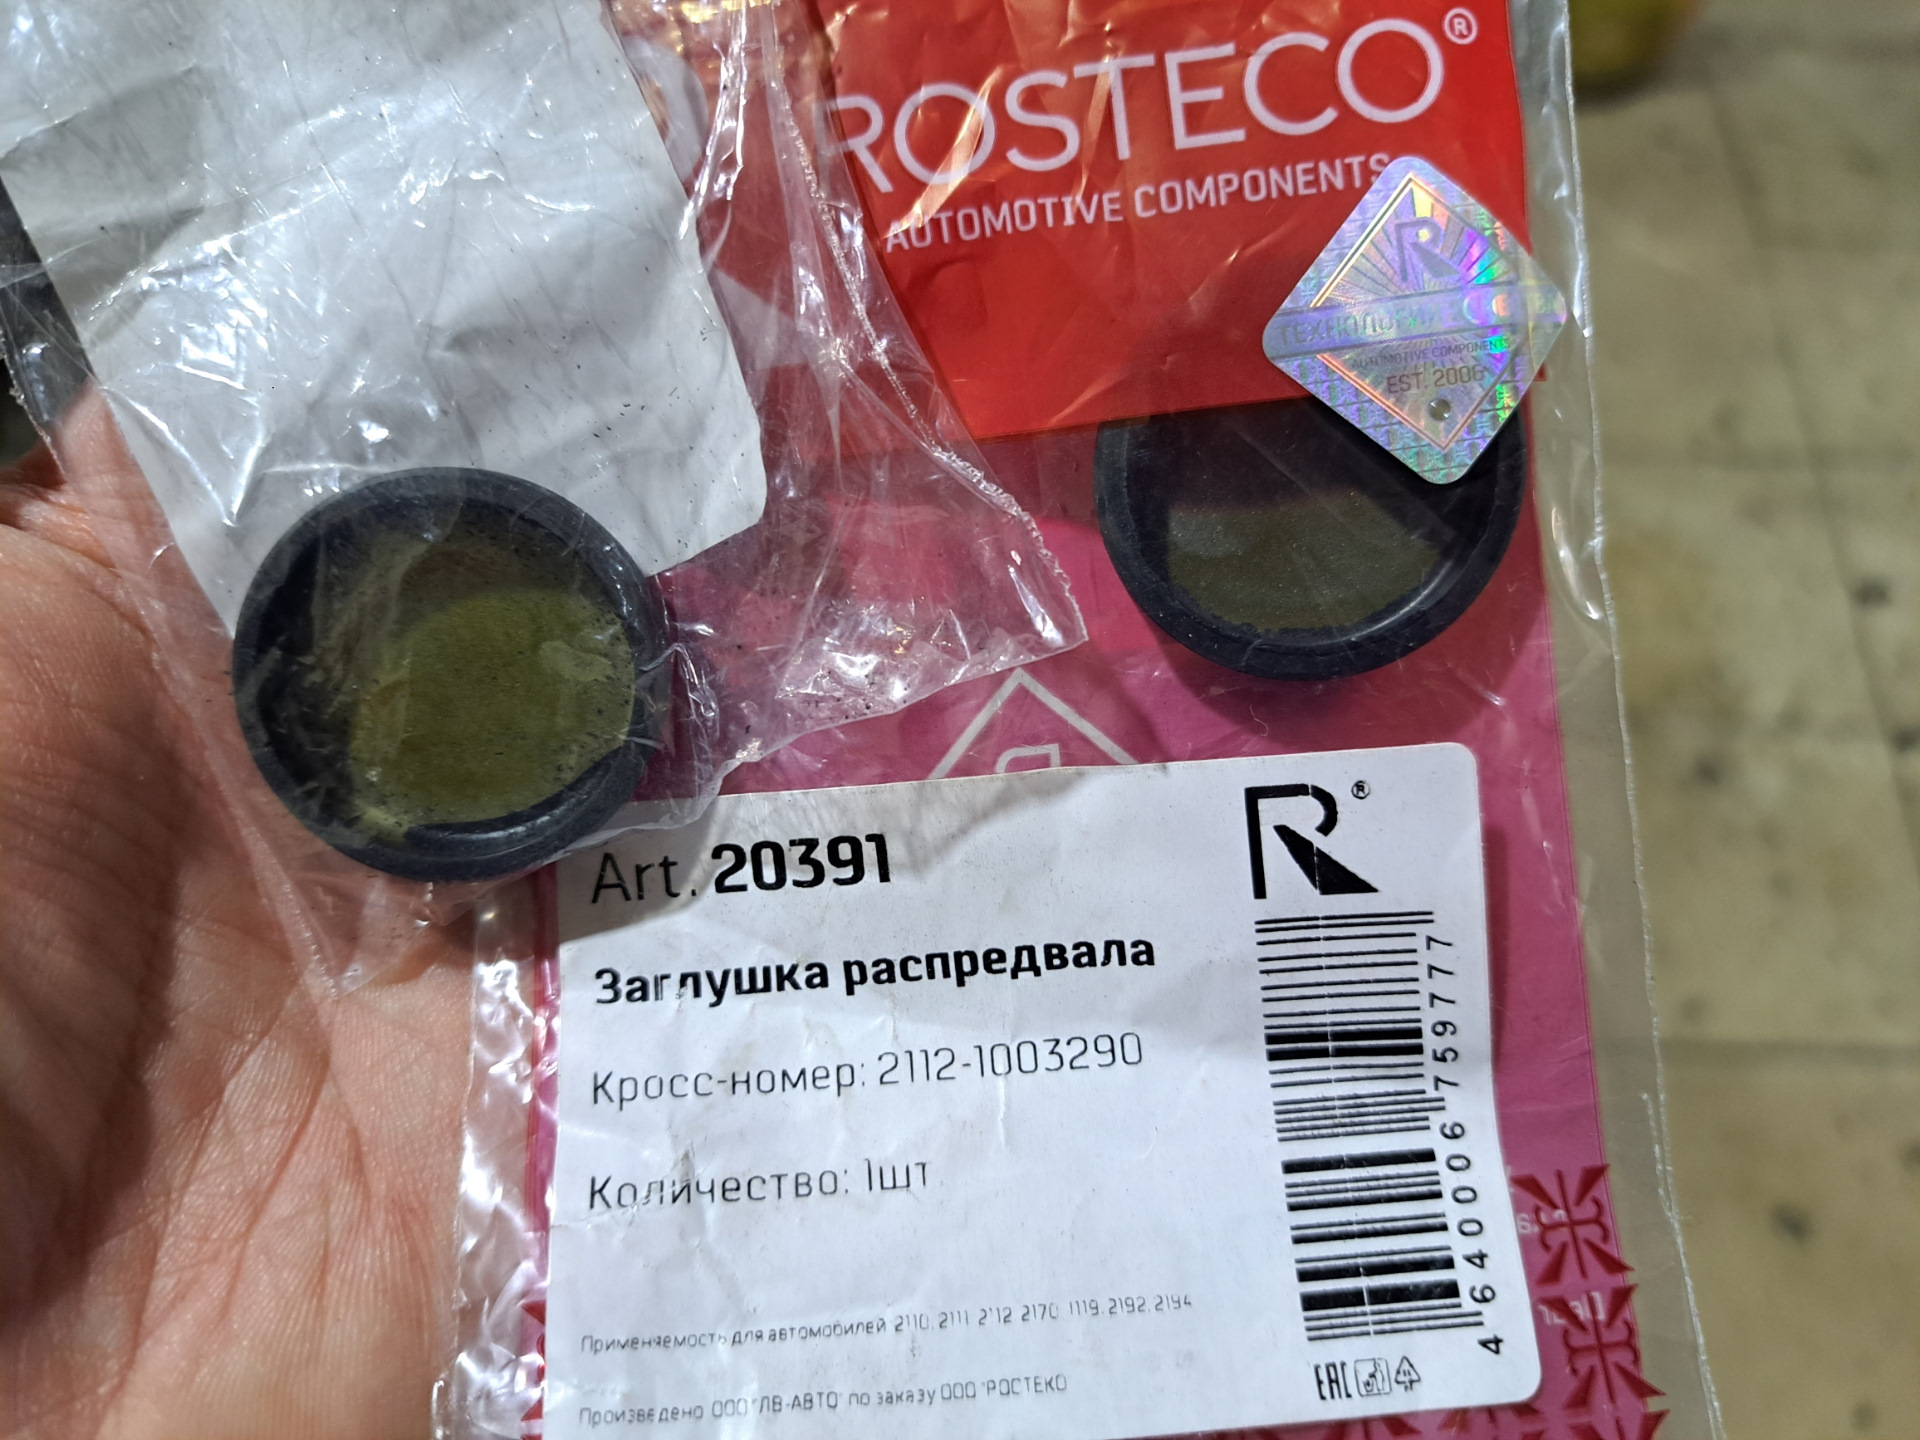 ROSTECO®
AUTOMOTIVE COMPONENTS
R
AUTOMOTIVE COMPONENTS
EST. 2006
Art. 20391
R®
Заглушка распредвала
Кросс-номер: 2112-1003290
Количество: 1шт
Применяемость для автомобилей 2110, 2111 2112 2170 1119, 2192, 2194
Произведено ООО "ЛВ-АВТО" по заказу ООО "РОСТЕКО
4640006759777
EAC